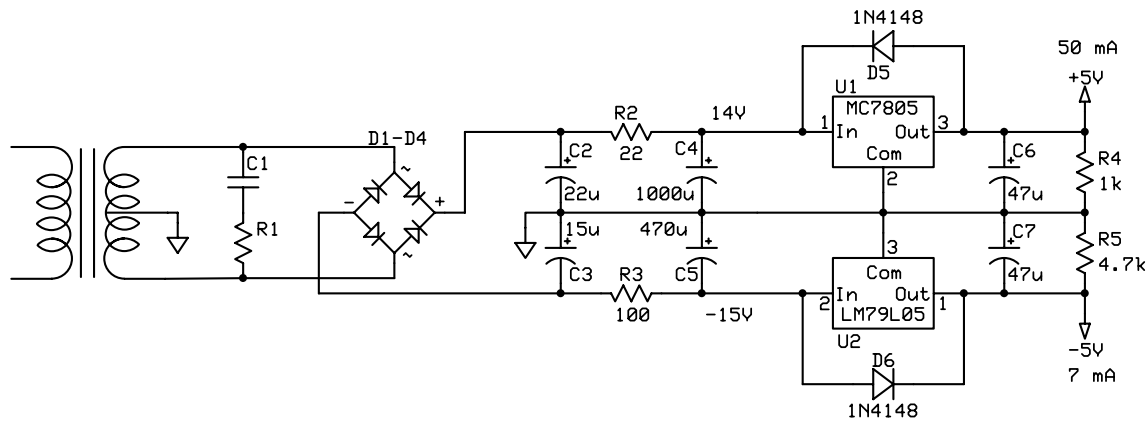 1N4148
D5
50 mA
+5V
U1
MC7805
1 In Out 3
Com
2
R2
22
14V
D1-D4
~
- +
~
C1
R1
C2
+
22u
C4
+
1000u
C6
+
47u
R4
1k
15u
+
C3
470u
+
C5
R3
100
-15V
3
Com
2 In Out 1
LM79L05
U2
C7
+
47u
R5
4.7k
D6
1N4148
-5V
7 mA